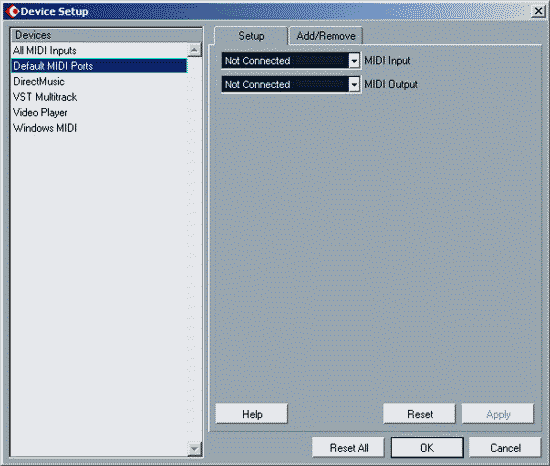 Device Setup
Devices
All MIDI Inputs
Default MIDI Ports
DirectMusic
VST Multitrack
Video Player
Windows MIDI
Setup
Add/Remove
Not Connected MIDI Input
Not Connected MIDI Output
Help
Reset
Apply
Reset All
OK
Cancel